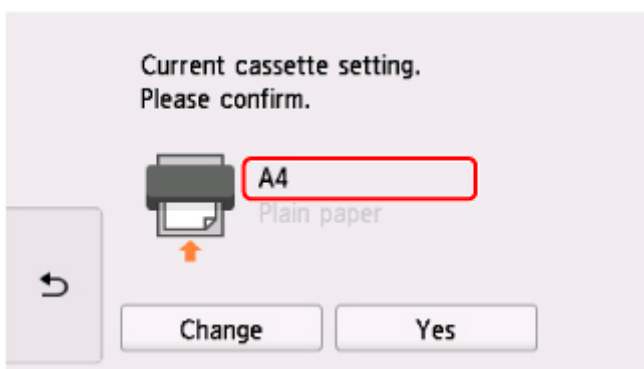 Current cassette setting.
Please confirm.
A4
Plain paper
Change
Yes